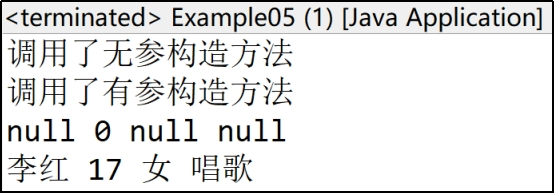 <terminated> Example05 (1) [Java Application]
调用了无参构造方法
调用了有参构造方法
null 0 null null
李红 17 女 唱歌